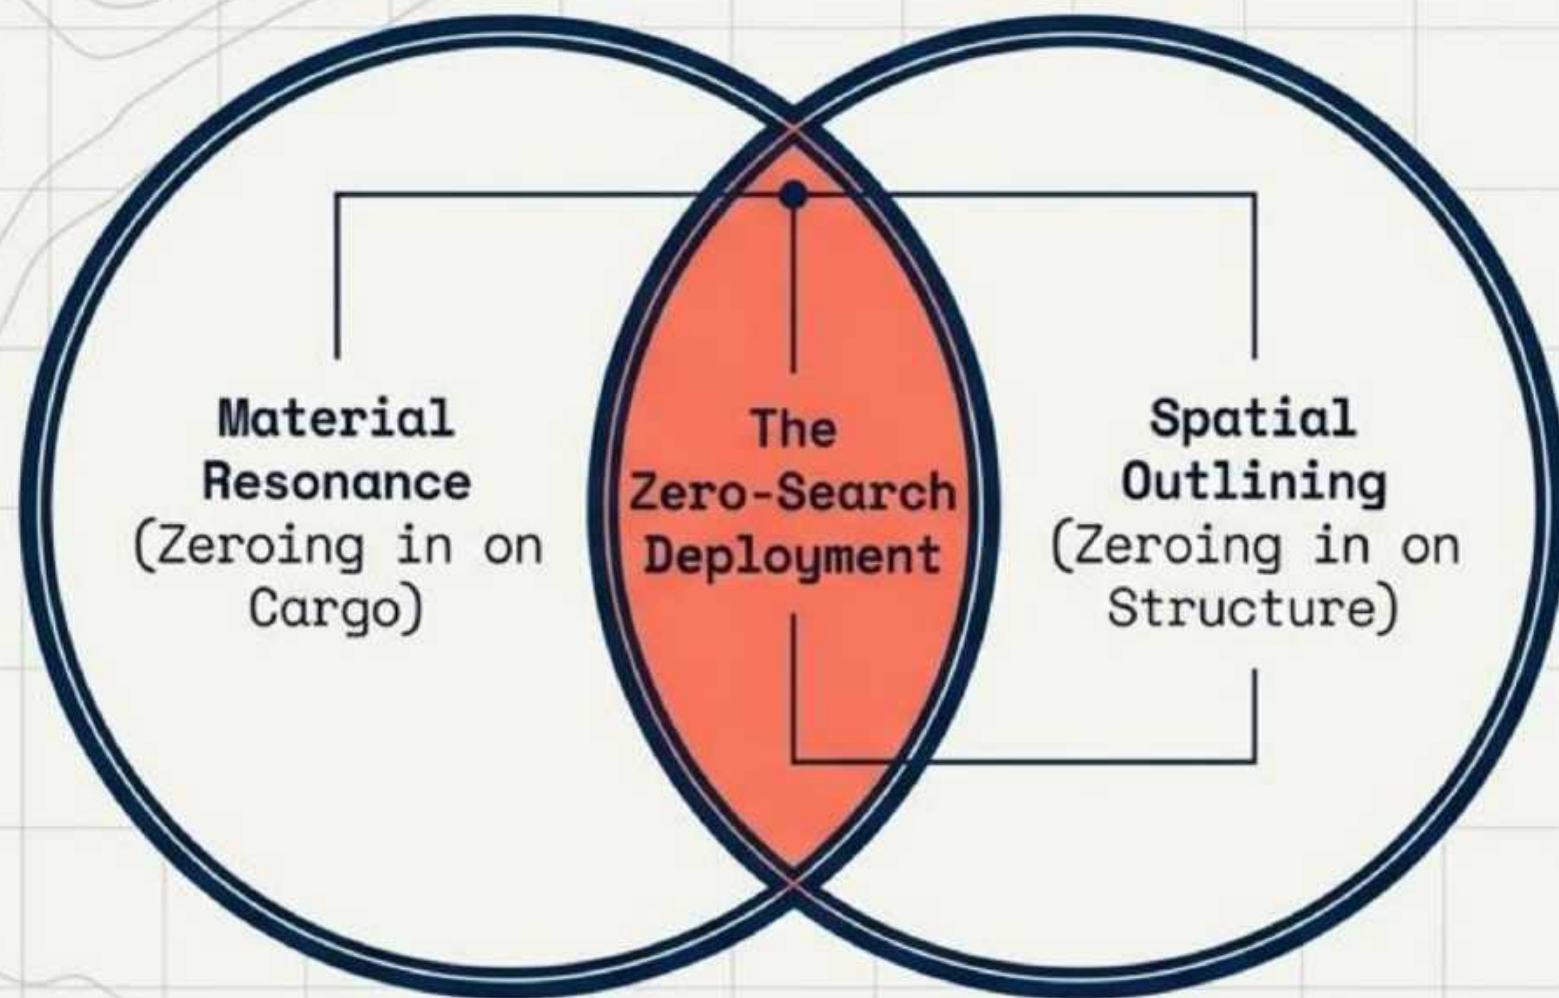 Material
Resonance
(Zeroing in on
Cargo)
The
Zero-Search
Deployment
Spatial
Outlining
(Zeroing in on
Structure)